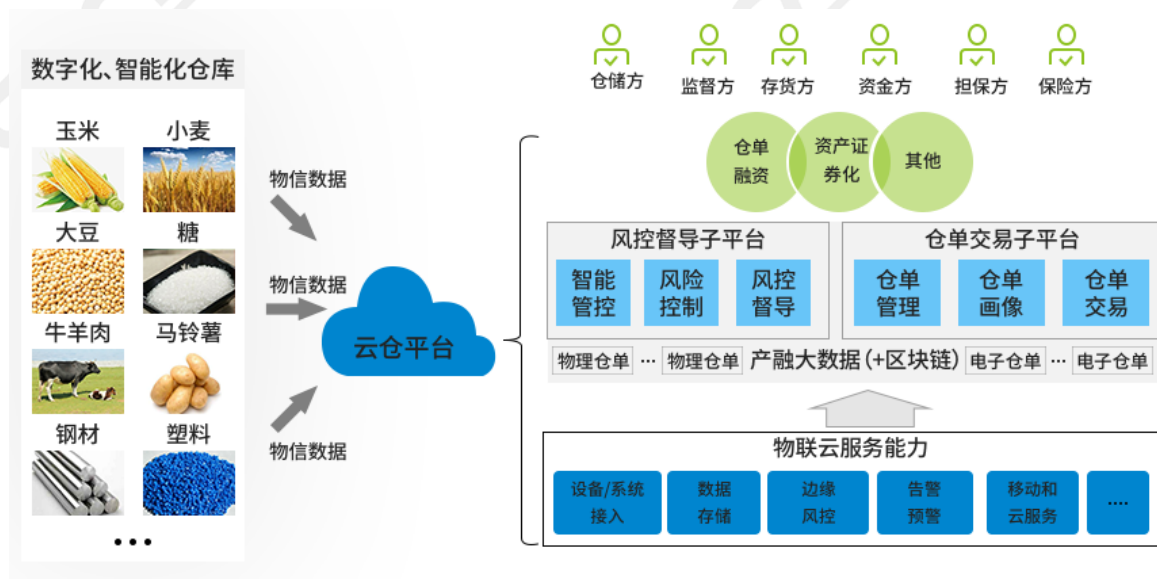 数字化、智能化仓库
玉米
小麦
大豆
糖
牛羊肉
马铃薯
钢材
塑料
•••
物信数据
物信数据
物信数据
云仓平台
仓储方
监督方
存货方
资金方
担保方
保险方
仓单
融资
资产证
券化
其他
风控督导子平台
智能
管控
风险
控制
风控
督导
仓单交易子平台
仓单
管理
仓单
画像
仓单
交易
物理仓单 ··· 物理仓单 产融大数据(+区块链) 电子仓单 ··· 电子仓单
物联云服务能力
设备/系统
接入
数据
存储
边缘
风控
告警
预警
移动和
云服务
····